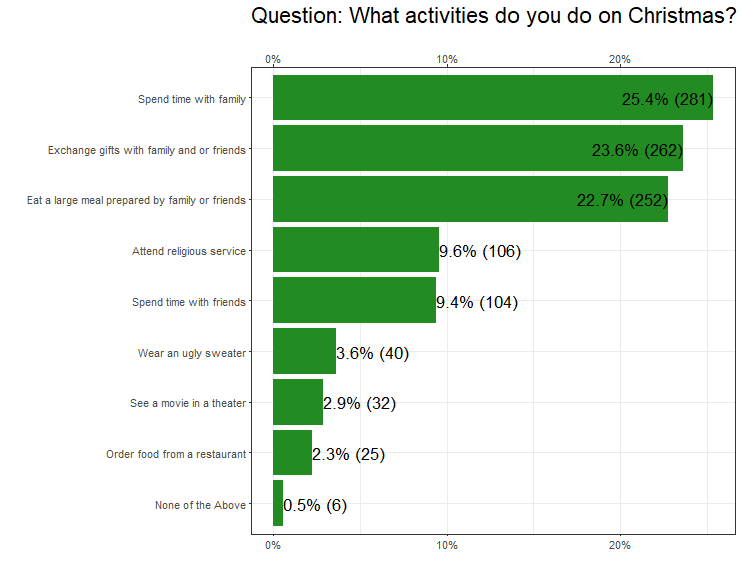 Question: What activities do you do on Christmas?
0% 10% 20%
Spend time with family 25.4% (281)
Exchange gifts with family and or friends 23.6% (262)
Eat a large meal prepared by family or friends 22.7% (252)
Attend religious service 9.6% (106)
Spend time with friends 9.4% (104)
Wear an ugly sweater 3.6% (40)
See a movie in a theater 2.9% (32)
Order food from a restaurant 2.3% (25)
None of the Above 0.5% (6)
0% 10% 20%